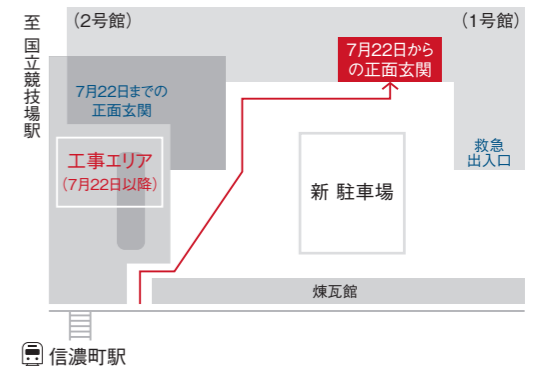 至 国立競技場駅
（2号館）
（1号館）
7月22日から
の正面玄関
7月22日までの
正面玄関
救急
出入口
工事エリア
（7月22日以降）
新 駐車場
煉瓦館
信濃町駅